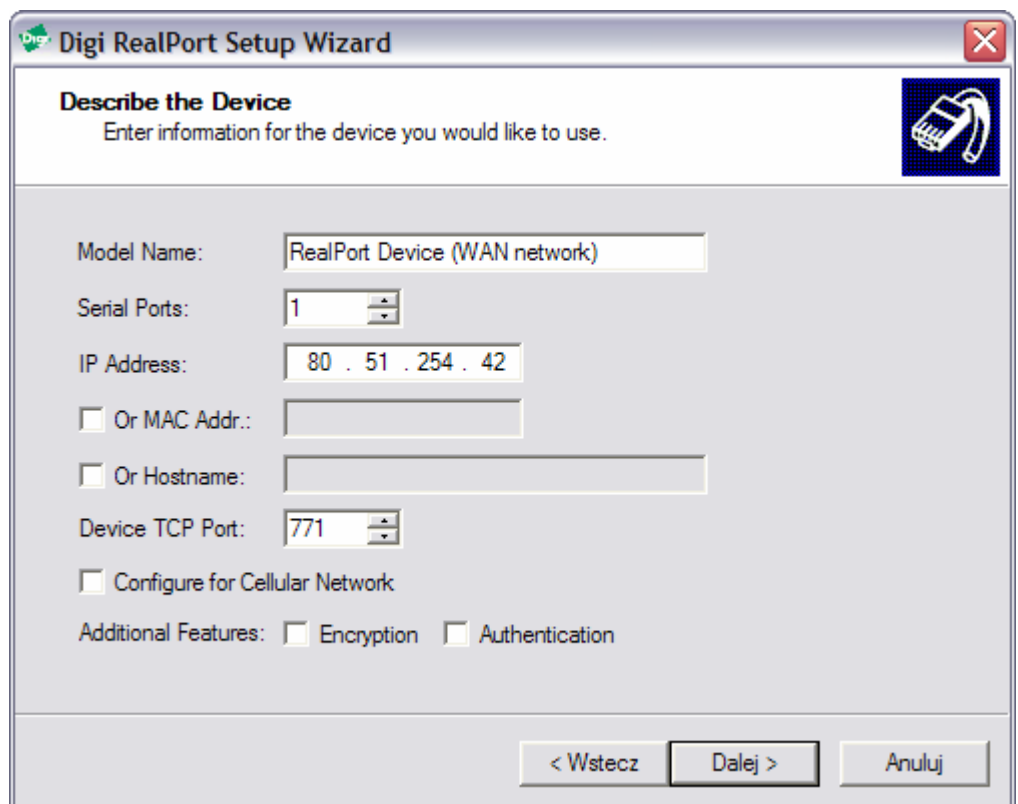 Digi Digi RealPort Setup Wizard
Describe the Device
Enter information for the device you would like to use.
Model Name: RealPort Device (WAN network)
Serial Ports: 1
IP Address: 80 . 51 . 254 . 42
Or MAC Addr.:
Or Hostname:
Device TCP Port: 771
Configure for Cellular Network
Additional Features: Encryption Authentication
< Wstecz Dalej > Anuluj